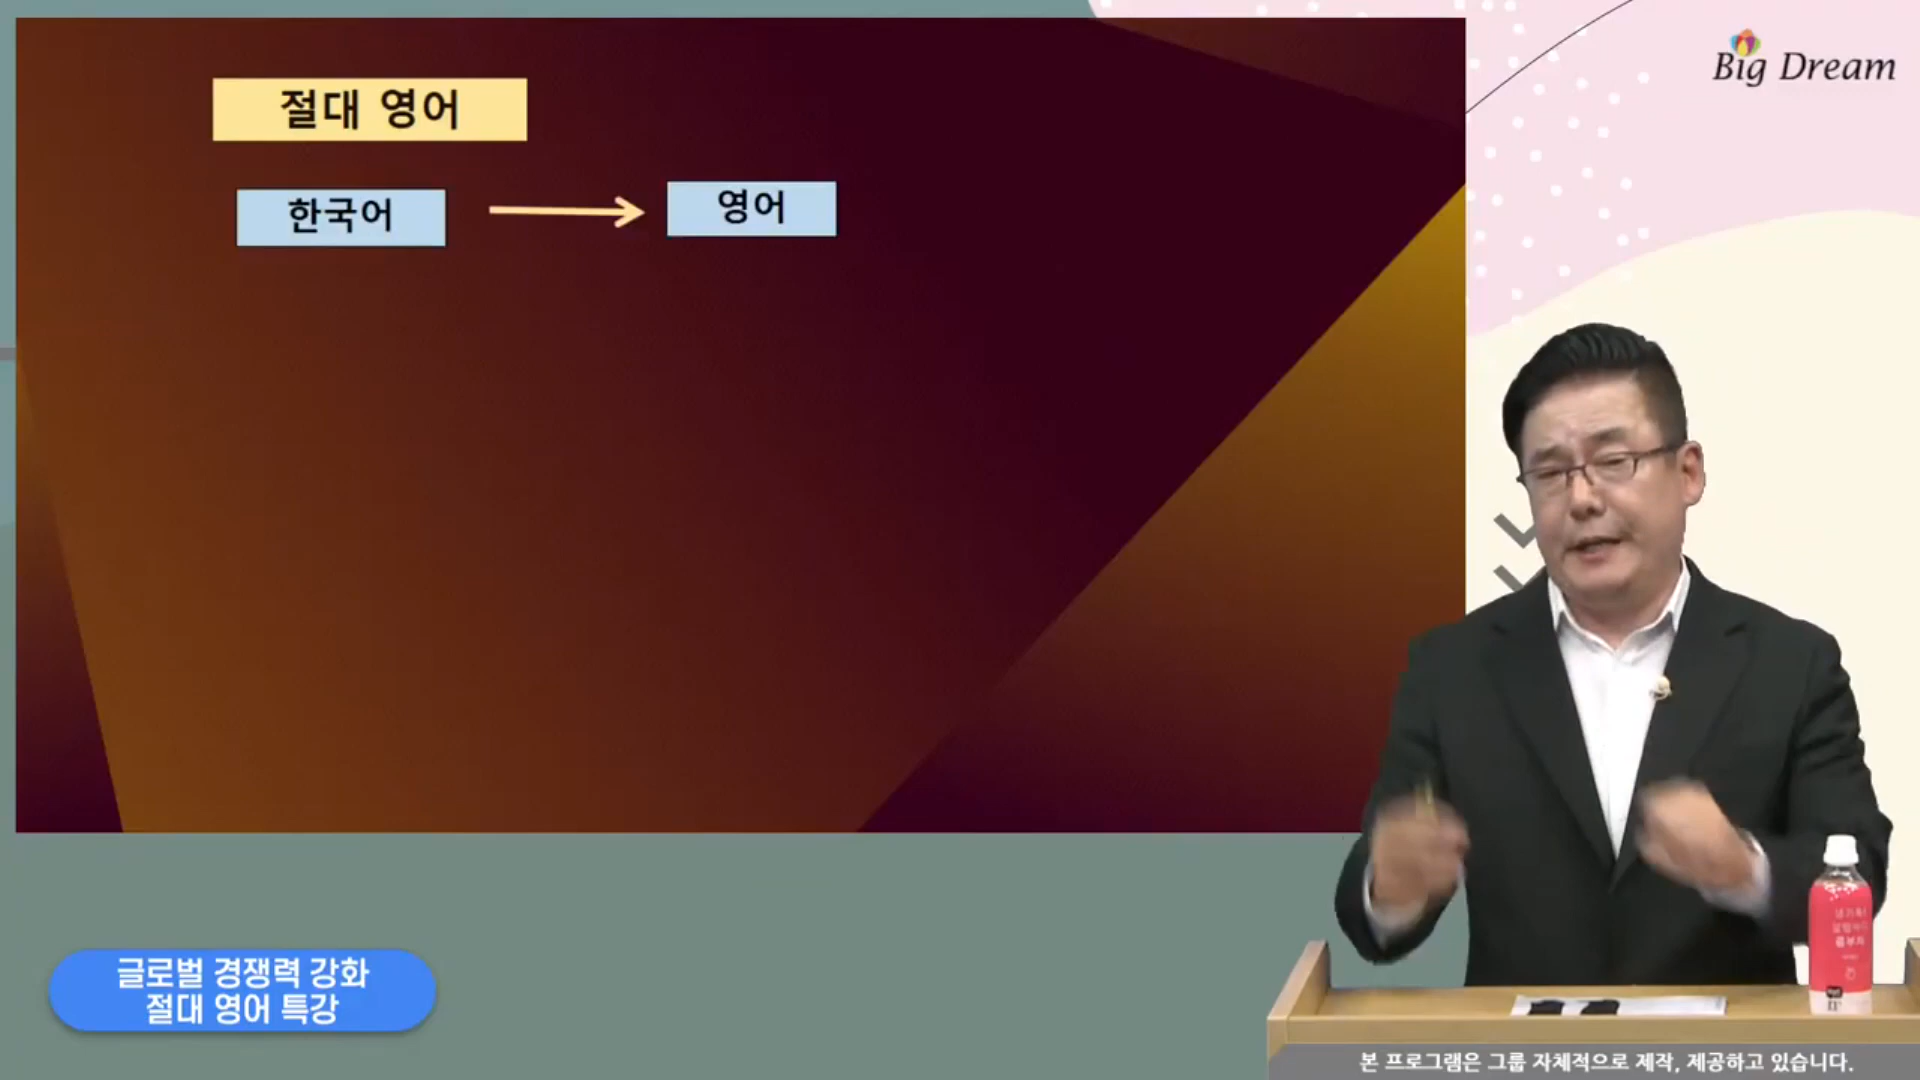 Big Dream
절대 영어
한국어
영어
글로벌 경쟁력 강화
절대 영어 특강
본 프로그램은 그룹 자체적으로 제작, 제공하고 있습니다.